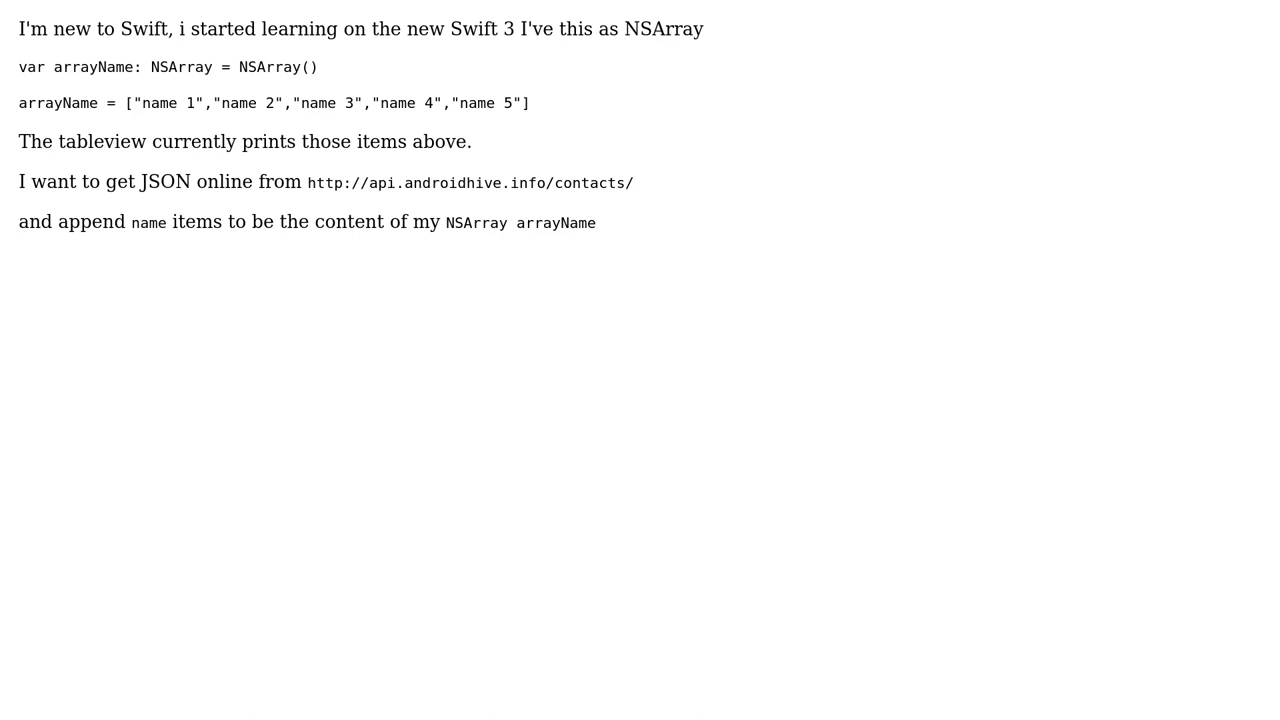 I'm new to Swift, i started learning on the new Swift 3 I've this as NSArray
var arrayName: NSArray = NSArray()
arrayName = ["name 1","name 2","name 3","name 4","name 5"]
The tableview currently prints those items above.
I want to get JSON online from http://api.androidhive.info/contacts/
and append name items to be the content of my NSArray arrayName